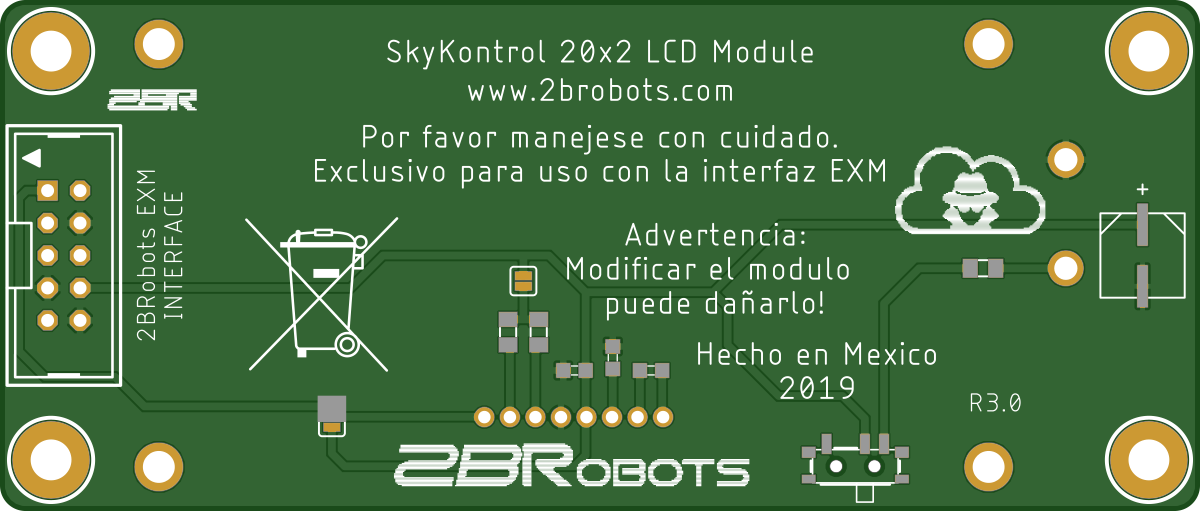 SkyKontrol 20x2 LCD Module
www.2brobots.com
2BR
Por favor manejese con cuidado.
Exclusivo para uso con la interfaz EXM
2BRobots EXM
INTERFACE
+
Advertencia:
Modificar el modulo
puede dañarlo!
Hecho en Mexico
2019
R3.0
2BROBOTS